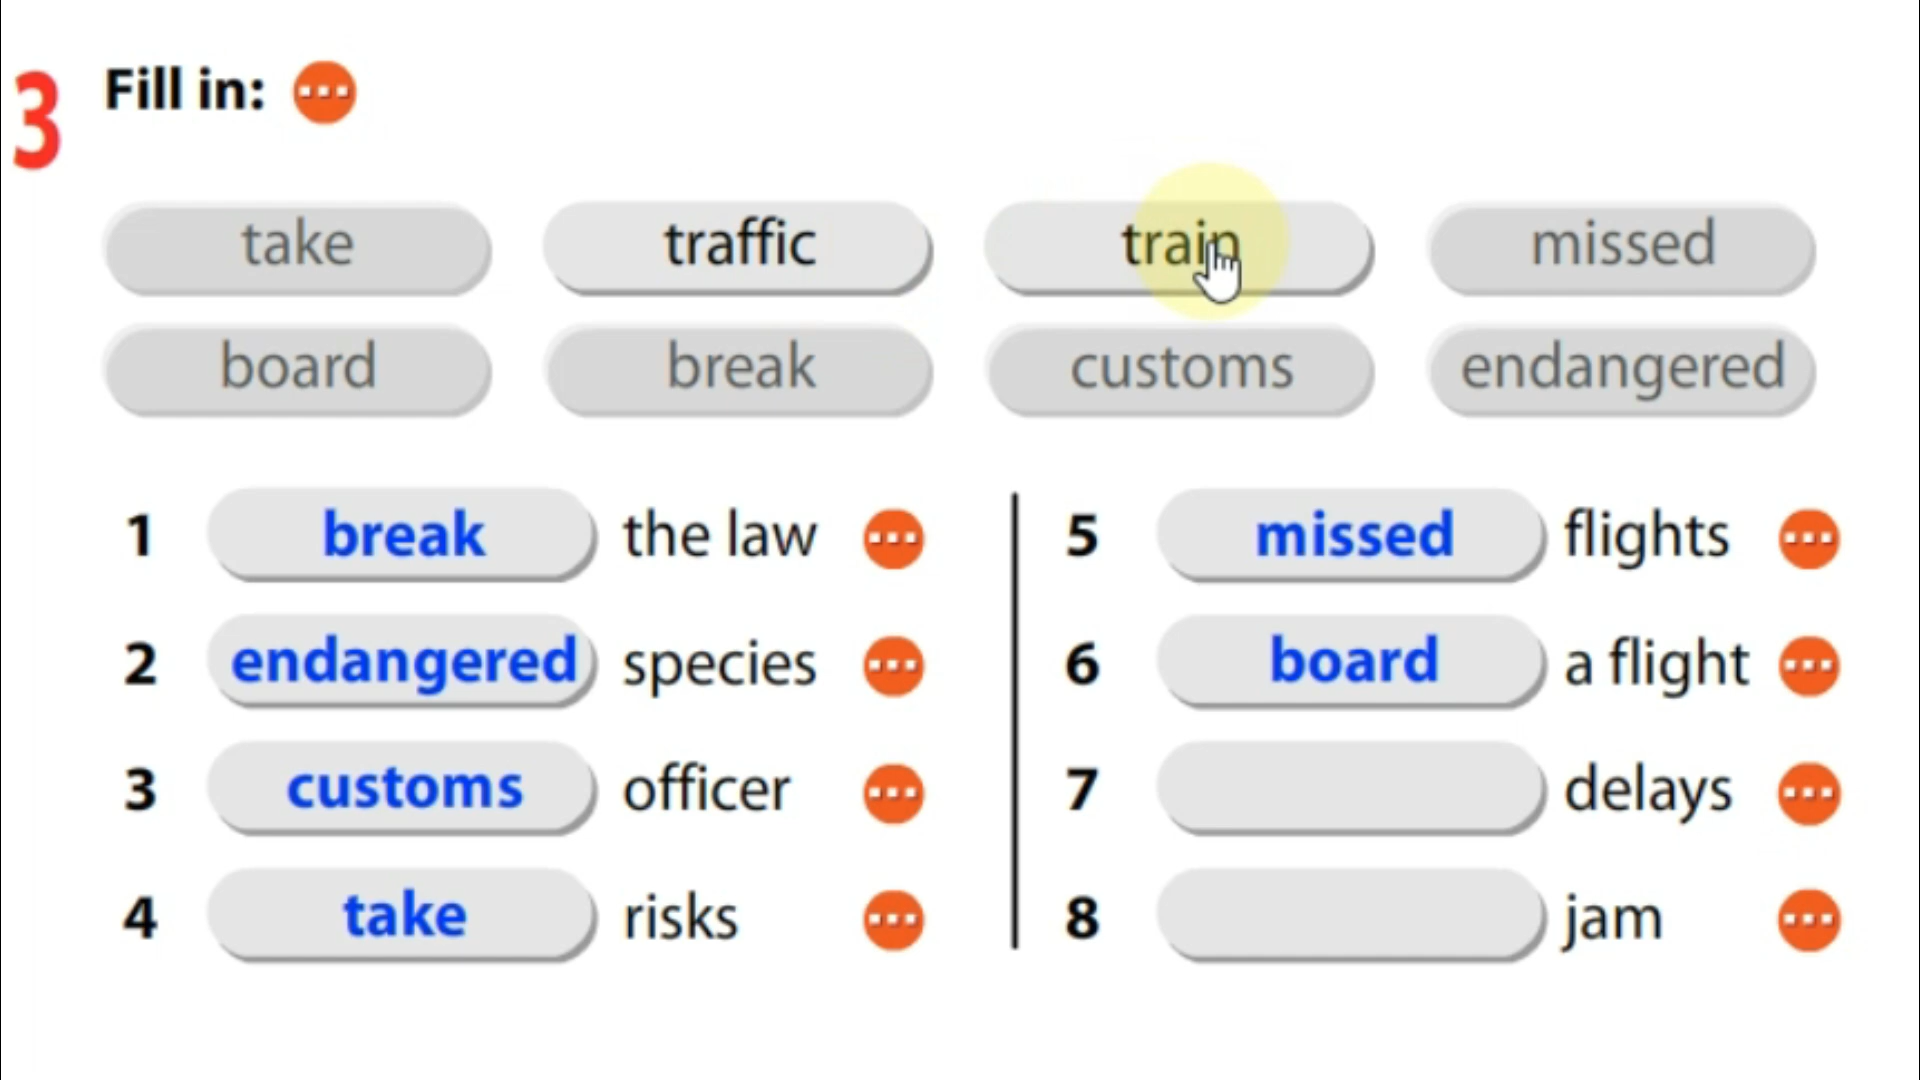 3 Fill in:
take traffic train missed
board break customs endangered
1 break the law
2 endangered species
3 customs officer
4 take risks
5 missed flights
6 board a flight
7 delays
8 jam